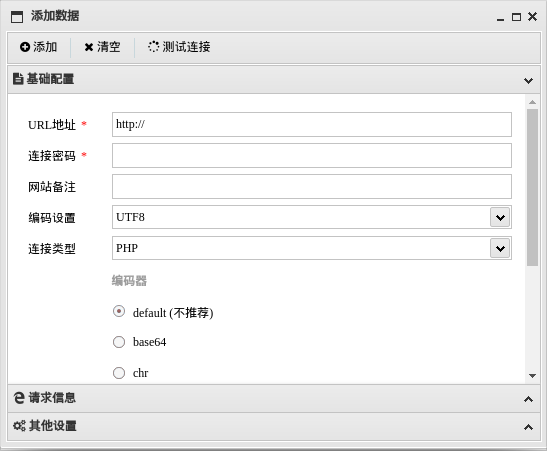 添加数据
添加 清空 测试连接
基础配置
URL地址 * http://
连接密码 *
网站备注
编码设置 UTF8
连接类型 PHP
编码器
default (不推荐)
base64
chr
请求信息
其他设置